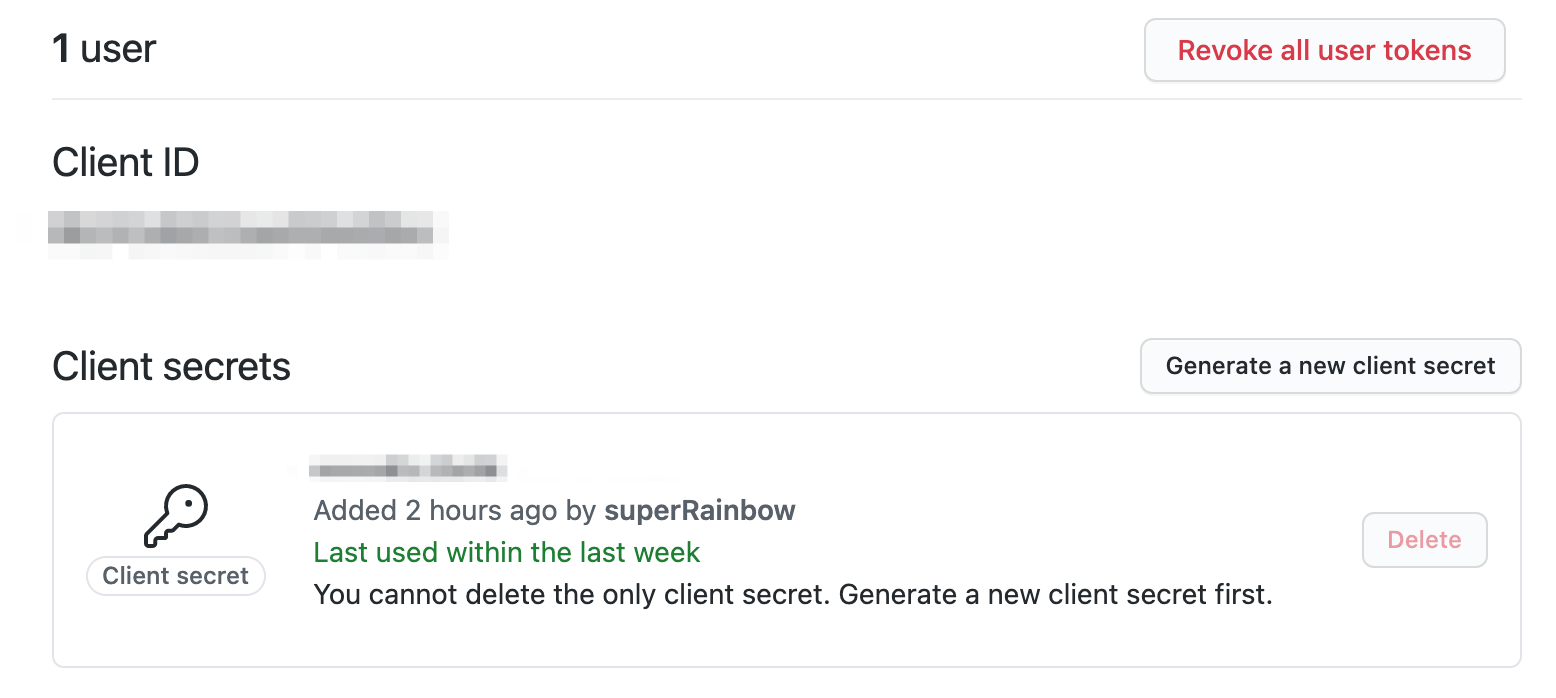 1 user
Revoke all user tokens
Client ID
Client secrets
Generate a new client secret
Added 2 hours ago by superRainbow
Last used within the last week
You cannot delete the only client secret. Generate a new client secret first.
Client secret
Delete